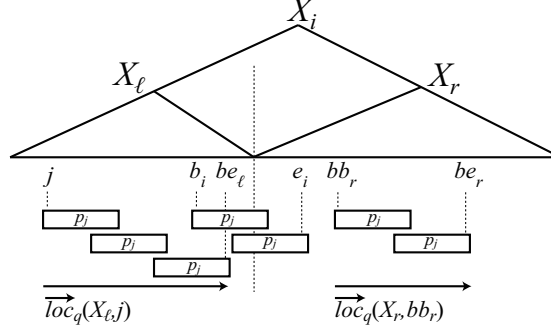 X_i
X_ℓ X_r
j b_i be_ℓ e_i bb_r be_r
p_j p_j p_j
p_j p_j p_j
p_j
loc_q(X_ℓ,j) loc_q(X_r,bb_r)